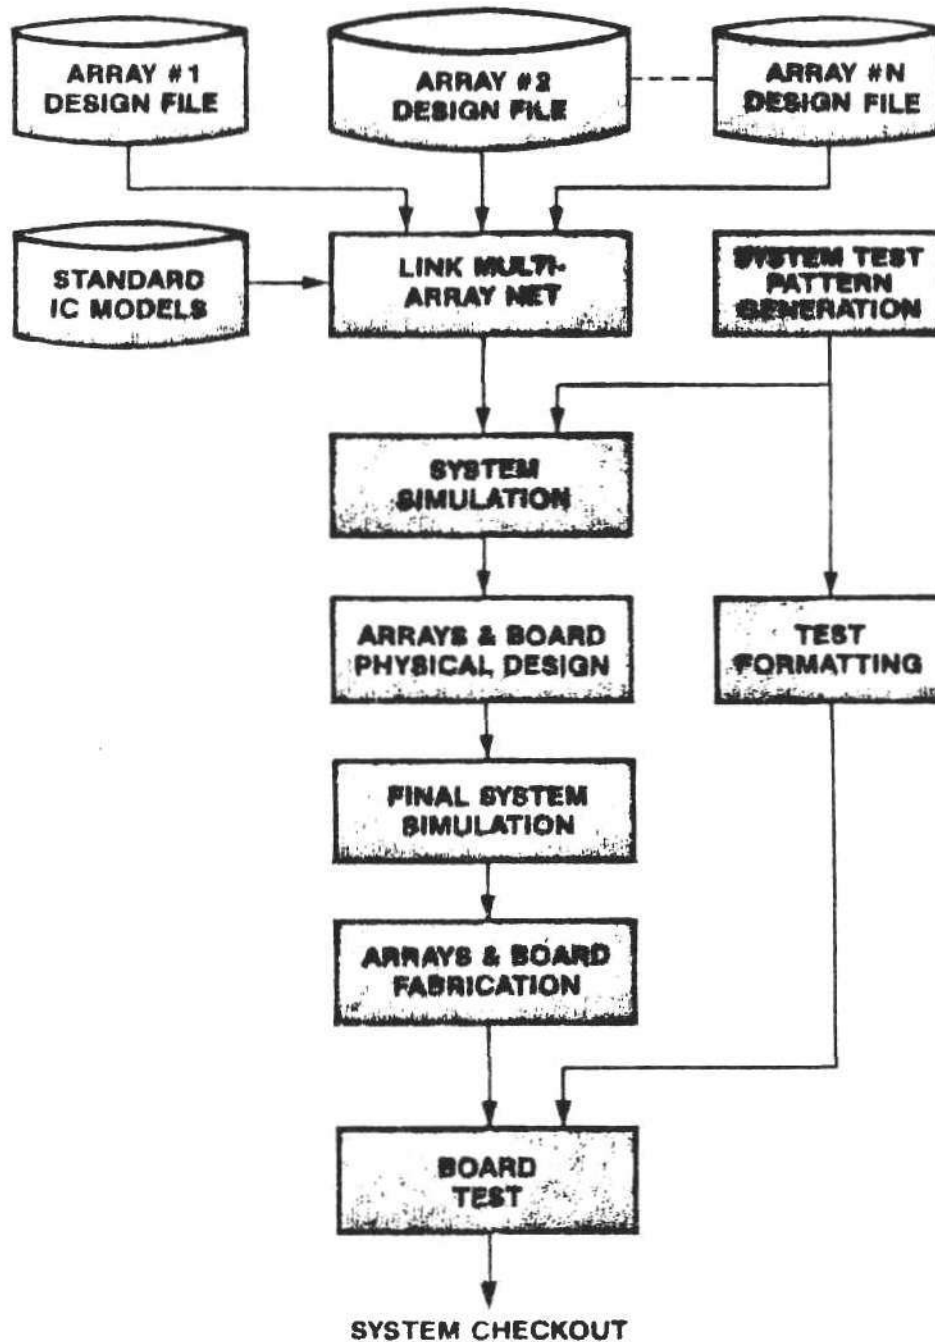 ARRAY #1
DESIGN FILE
ARRAY #2
DESIGN FILE
ARRAY #N
DESIGN FILE
STANDARD
IC MODELS
LINK MULTI-
ARRAY NET
SYSTEM TEST
PATTERN
GENERATION
SYSTEM
SIMULATION
ARRAYS & BOARD
PHYSICAL DESIGN
TEST
FORMATTING
FINAL SYSTEM
SIMULATION
ARRAYS & BOARD
FABRICATION
BOARD
TEST
SYSTEM CHECKOUT